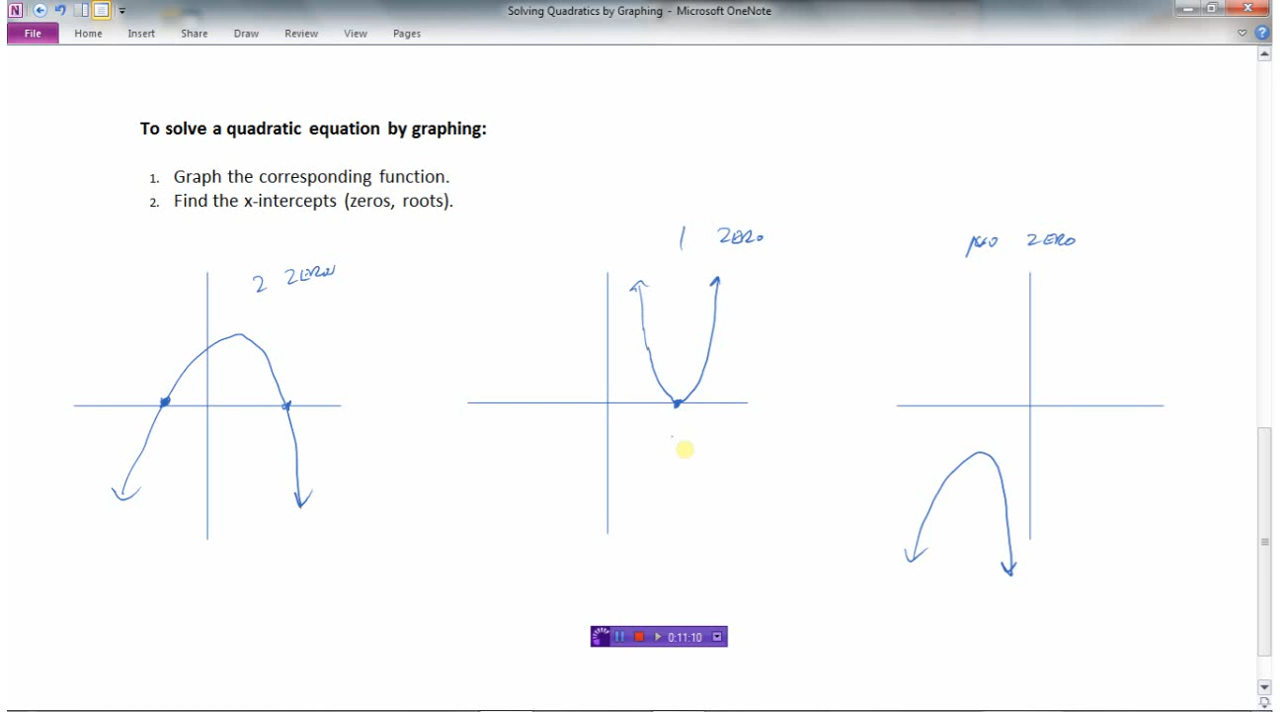 Solving Quadratics by Graphing - Microsoft OneNote
File Home Insert Share Draw Review View Pages
To solve a quadratic equation by graphing:
1. Graph the corresponding function.
2. Find the x-intercepts (zeros, roots).
1 ZERO
NO ZERO
2 ZEROS
0:11:10